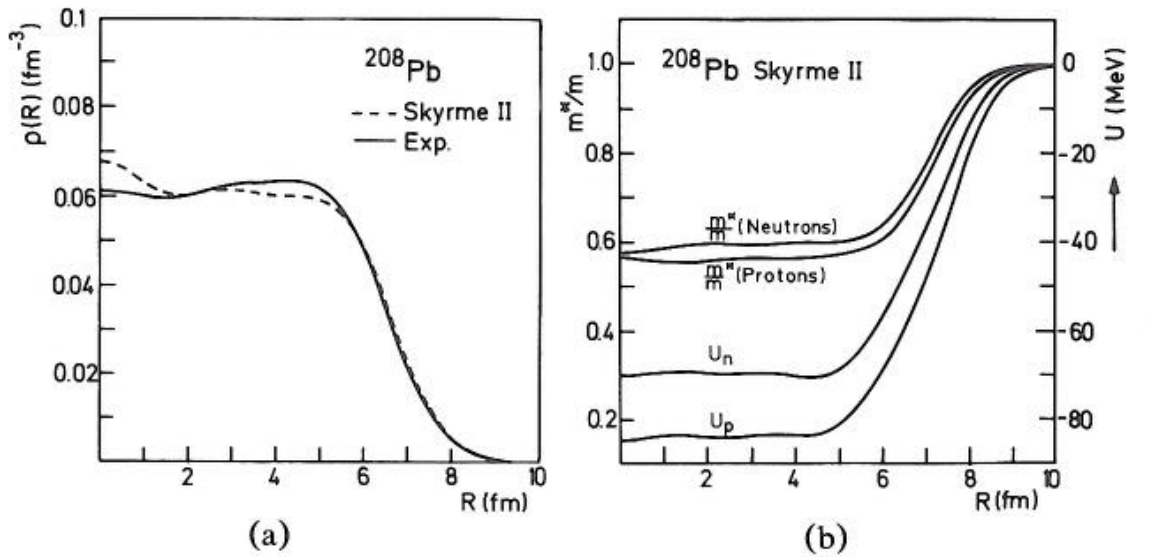 0.1
ρ(R) (fm⁻³)
0.08
0.06
0.04
0.02
²⁰⁸Pb
--- Skyrme II
— Exp.
2 4 6 8 10
R (fm)
(a)
²⁰⁸Pb Skyrme II
1.0
m*/m
0.8
0.6
0.4
0.2
m*/m (Neutrons)
m*/m (Protons)
Uₙ
Uₚ
0
U (MeV)
-20
-40
-60
-80
2 4 6 8 10
R (fm)
(b)